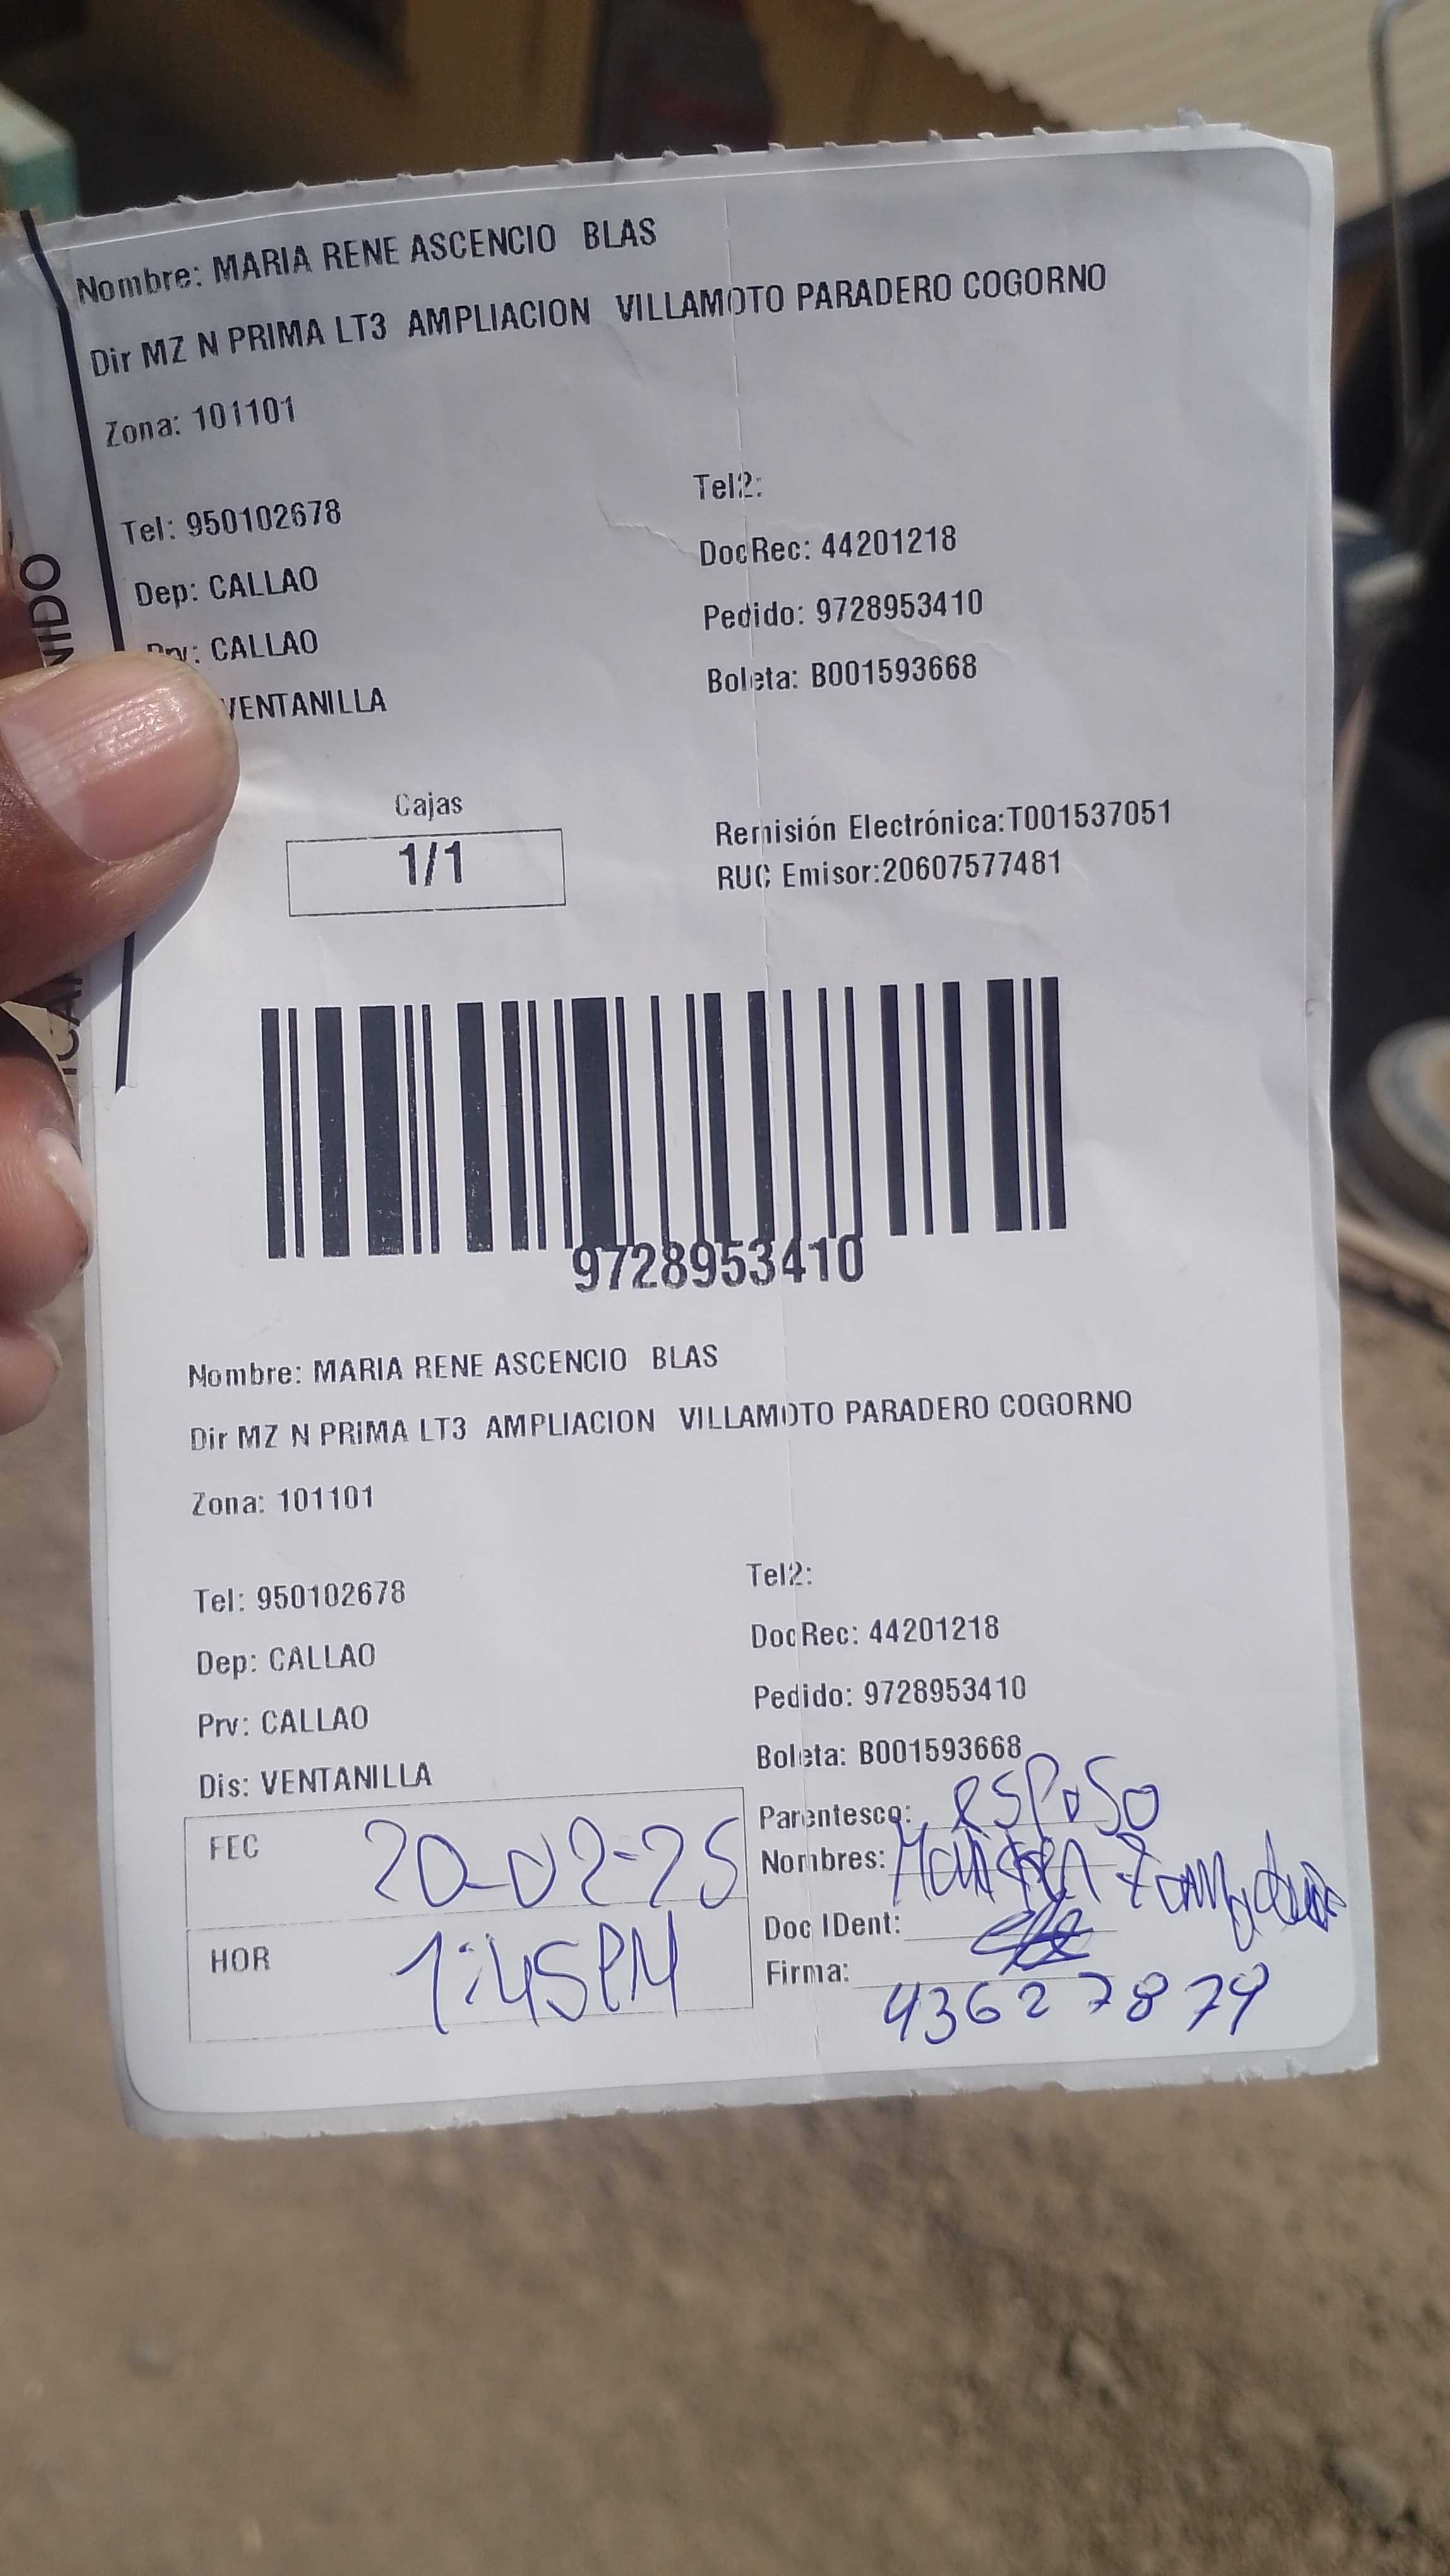 Nombre: MARIA RENE ASCENCIO BLAS
Dir MZ N PRIMA LT3 AMPLIACION VILLAMOTO PARADERO COGORNO
Zona: 101101
Tel: 950102678
Tel2:
Dep: CALLAO
DocRec: 44201218
Prv: CALLAO
Pedido: 9728953410
VENTANILLA
Boleta: B001593668
Cajas
1/1
Remisión Electrónica:T001537051
RUC Emisor:20607577481
9728953410
Nombre: MARIA RENE ASCENCIO BLAS
Dir MZ N PRIMA LT3 AMPLIACION VILLAMOTO PARADERO COGORNO
Zona: 101101
Tel: 950102678
Tel2:
Dep: CALLAO
DocRec: 44201218
Prv: CALLAO
Pedido: 9728953410
Dis: VENTANILLA
Boleta: B001593668
FEC 20-02-25
Parentesco: esposo
Nombres:
HOR 1:45 PM
Doc IDent:
Firma:
43627879